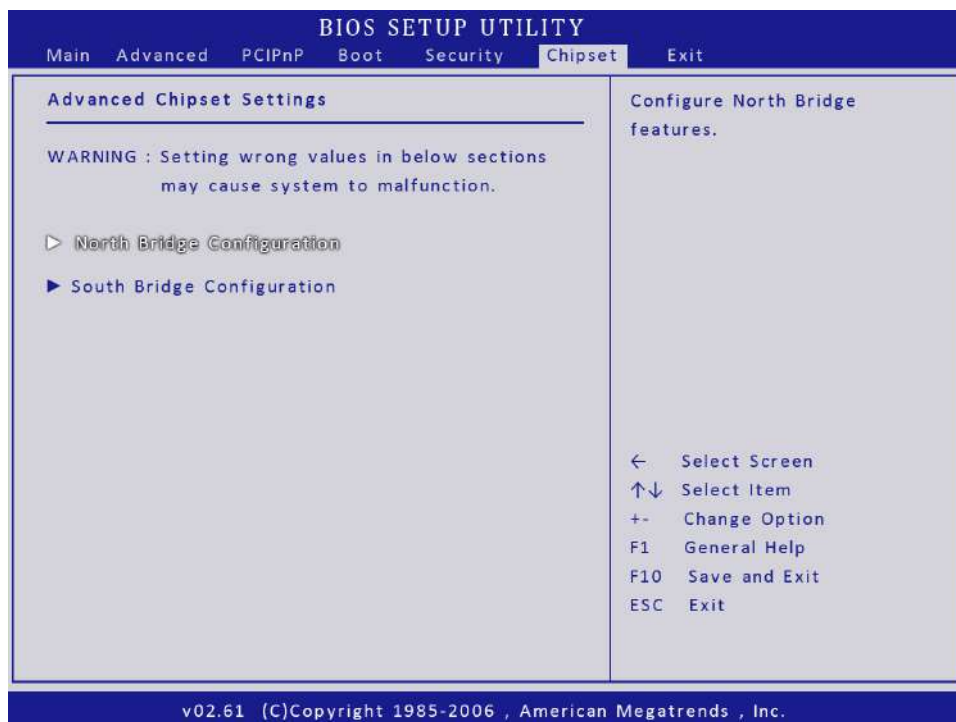 BIOS SETUP UTILITY
Main Advanced PCIPnP Boot Security Chipset Exit
Advanced Chipset Settings
WARNING : Setting wrong values in below sections
may cause system to malfunction.
▷ North Bridge Configuration
▶ South Bridge Configuration
Configure North Bridge
features.
← Select Screen
↑↓ Select Item
+- Change Option
F1 General Help
F10 Save and Exit
ESC Exit
v02.61 (C)Copyright 1985-2006 , American Megatrends , Inc.